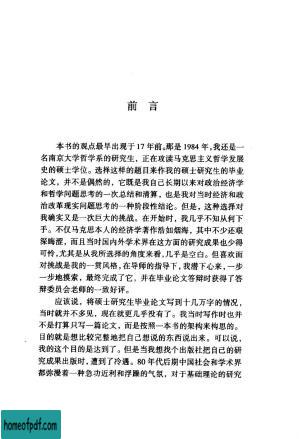 前 言
本书的观点最早出现于 17 年前。那是 1984 年，我还是一
名南京大学哲学系的研究生，正在攻读马克思主义哲学发展
史的硕士学位。选择这样的题目来作我的硕士研究生的毕业
论文，并不是偶然的，它既是我自己长期以来对政治经济学
和哲学问题思考的一次总结和清算，也是我对当时经济和政
治改革现实问题思考的一种阶段性结论。但是，这种选择对
我确实又是一次巨大的挑战。在开始时，我几乎不知从何下
手。不仅马克思本人的经济学著作浩如烟海，其中不少还艰
深晦涩，而且当时国内外学术界在这方面的研究成果也少得
可怜，尤其是从我所选择的角度来看，几乎是空白。但喜欢面
对挑战是我的一贯风格，在导师的指导下，我潜下心来，一步
一步地摸索，最终完成了它，并在毕业论文答辩时获得了答
辩委员会老师的一致好评。
应该说，将硕士研究生毕业论文写到十几万字的情况，
当时就并不多见，现在就更几乎没有了。我当时写作时也并
不是打算只写一篇论文，而是按照一本书的架构来构思的。
目的就是想比较完整地把自己想说的东西说出来。可以说，
我的这个目的是达到了。但是当我想找个出版社把自己的研
究成果出版时，遭到了冷遇。80 年代后期中国社会和学术界
都弥漫着一种急功近利和浮躁的气氛，对于基础理论的研究
homeofpdf.com
homeofpdf.com